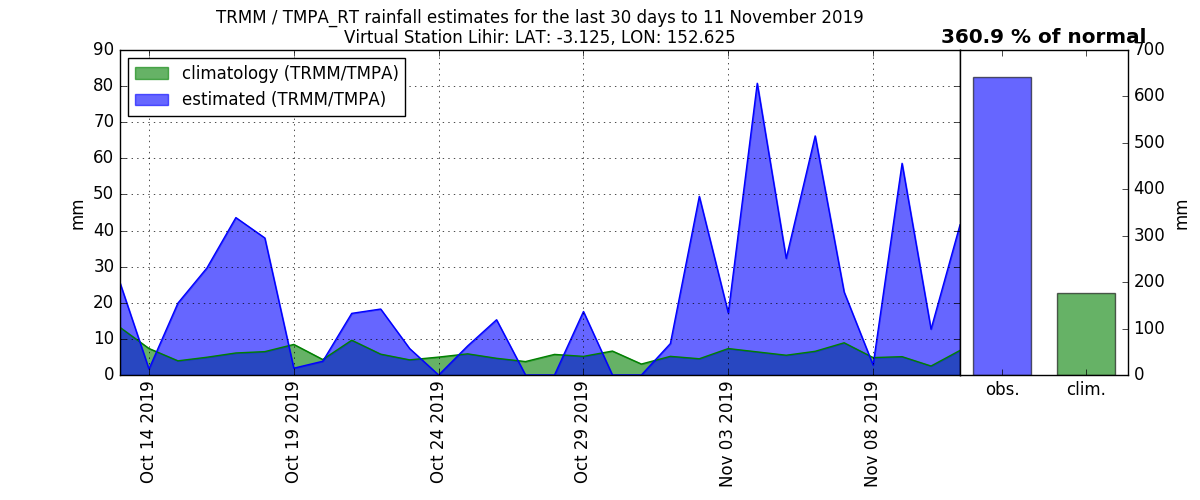 TRMM / TMPA_RT rainfall estimates for the last 30 days to 11 November 2019
Virtual Station Lihir: LAT: -3.125, LON: 152.625
360.9 % of normal
climatology (TRMM/TMPA)
estimated (TRMM/TMPA)
mm
90
80
70
60
50
40
30
20
10
0
Oct 14 2019
Oct 19 2019
Oct 24 2019
Oct 29 2019
Nov 03 2019
Nov 08 2019
obs.
clim.
700
600
500
400
300
200
100
0
mm